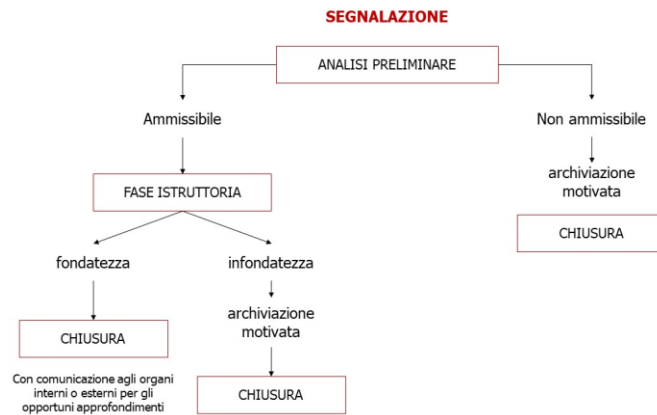 SEGNALAZIONE
ANALISI PRELIMINARE
Ammissibile
Non ammissibile
archiviazione
motivata
FASE ISTRUTTORIA
CHIUSURA
fondatezza
infondatezza
archiviazione
motivata
CHIUSURA
Con comunicazione agli organi
interni o esterni per gli
opportuni approfondimenti
CHIUSURA